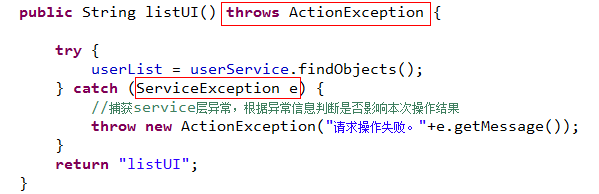 public String listUI() throws ActionException {
try {
userList = userService.findObjects();
} catch (ServiceException e) {
//捕获service层异常，根据异常信息判断是否影响本次操作结果
throw new ActionException("请求操作失败。"+e.getMessage());
}
return "listUI";
}